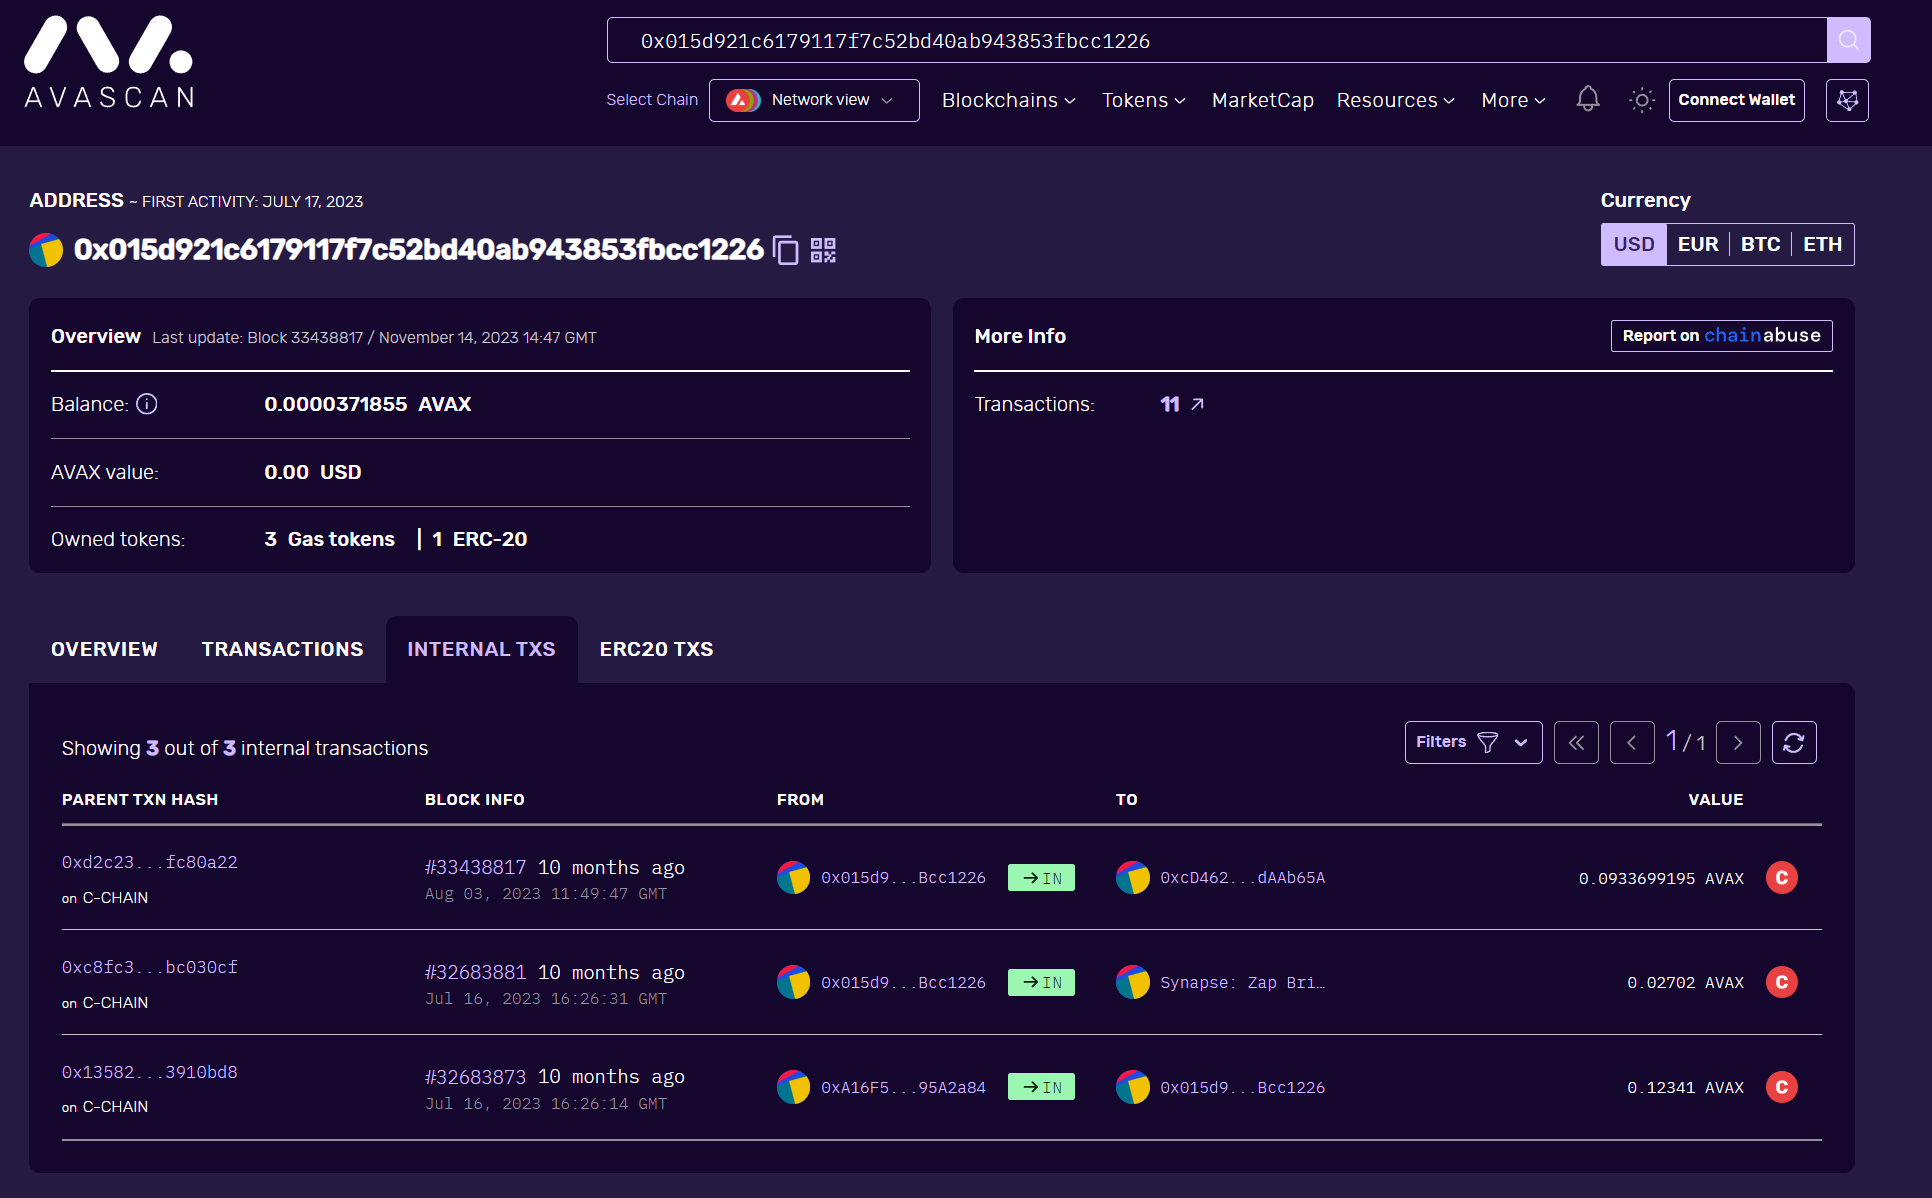 AVASCAN
0x015d921c6179117f7c52bd40ab943853fbcc1226
Select Chain Network view Blockchains Tokens MarketCap Resources More Connect Wallet
ADDRESS ~ FIRST ACTIVITY: JULY 17, 2023
0x015d921c6179117f7c52bd40ab943853fbcc1226
Currency
USD EUR BTC ETH
Overview Last update: Block 33438817 / November 14, 2023 14:47 GMT
Balance: 0.0000371855 AVAX
AVAX value: 0.00 USD
Owned tokens: 3 Gas tokens | 1 ERC-20
More Info Report on chainabuse
Transactions: 11
OVERVIEW TRANSACTIONS INTERNAL TXS ERC20 TXS
Showing 3 out of 3 internal transactions
Filters 1 / 1
PARENT TXN HASH BLOCK INFO FROM TO VALUE
0xd2c23...fc80a22 #33438817 10 months ago 0x015d9...Bcc1226 IN 0xcD462...dAAb65A 0.0933699195 AVAX C
on C-CHAIN Aug 03, 2023 11:49:47 GMT
0xc8fc3...bc030cf #32683881 10 months ago 0x015d9...Bcc1226 IN Synapse: Zap Bri… 0.02702 AVAX C
on C-CHAIN Jul 16, 2023 16:26:31 GMT
0x13582...3910bd8 #32683873 10 months ago 0xA16F5...95A2a84 IN 0x015d9...Bcc1226 0.12341 AVAX C
on C-CHAIN Jul 16, 2023 16:26:14 GMT